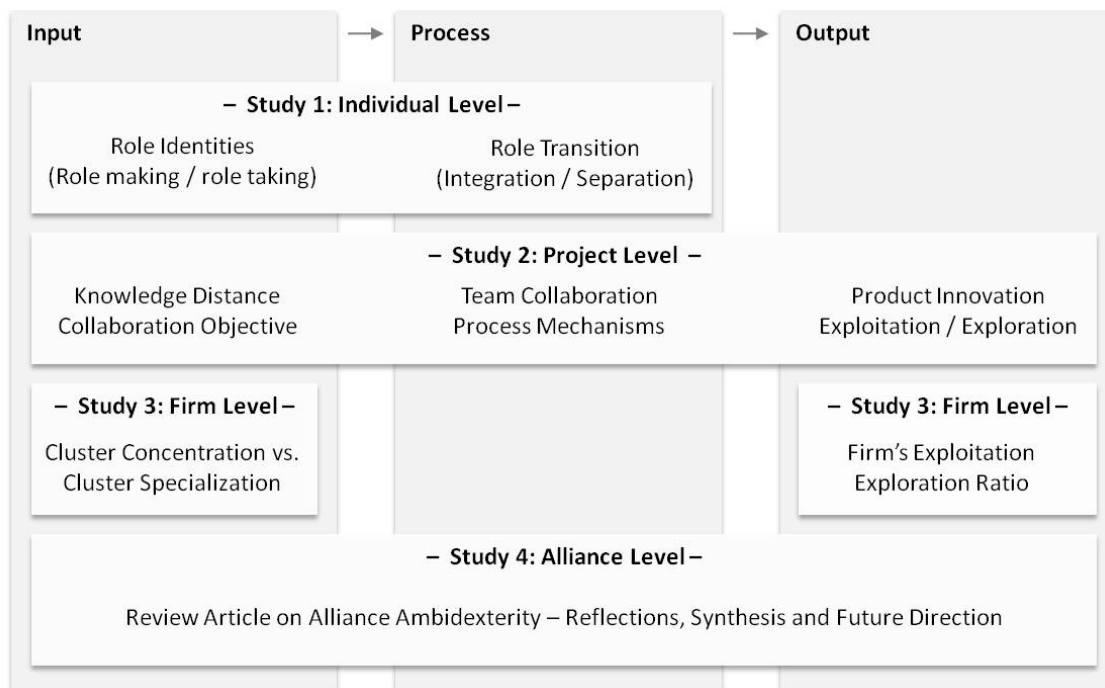 Input
Process
Output
– Study 1: Individual Level –
Role Identities
(Role making / role taking)
Role Transition
(Integration / Separation)
– Study 2: Project Level –
Knowledge Distance
Collaboration Objective
Team Collaboration
Process Mechanisms
Product Innovation
Exploitation / Exploration
– Study 3: Firm Level –
Cluster Concentration vs.
Cluster Specialization
– Study 3: Firm Level –
Firm's Exploitation
Exploration Ratio
– Study 4: Alliance Level –
Review Article on Alliance Ambidexterity – Reflections, Synthesis and Future Direction